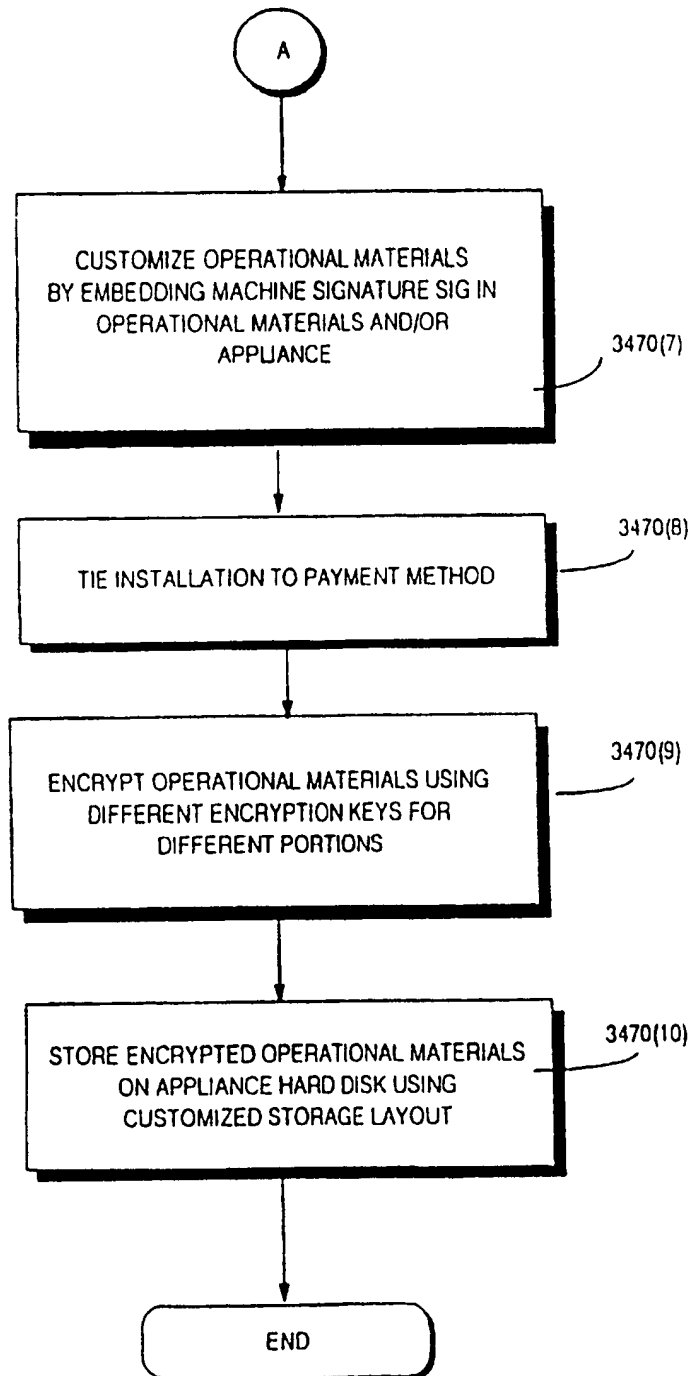 A
CUSTOMIZE OPERATIONAL MATERIALS
BY EMBEDDING MACHINE SIGNATURE SIG IN
OPERATIONAL MATERIALS AND/OR
APPLIANCE
3470(7)
3470(8)
TIE INSTALLATION TO PAYMENT METHOD
3470(9)
ENCRYPT OPERATIONAL MATERIALS USING
DIFFERENT ENCRYPTION KEYS FOR
DIFFERENT PORTIONS
3470(10)
STORE ENCRYPTED OPERATIONAL MATERIALS
ON APPLIANCE HARD DISK USING
CUSTOMIZED STORAGE LAYOUT
END